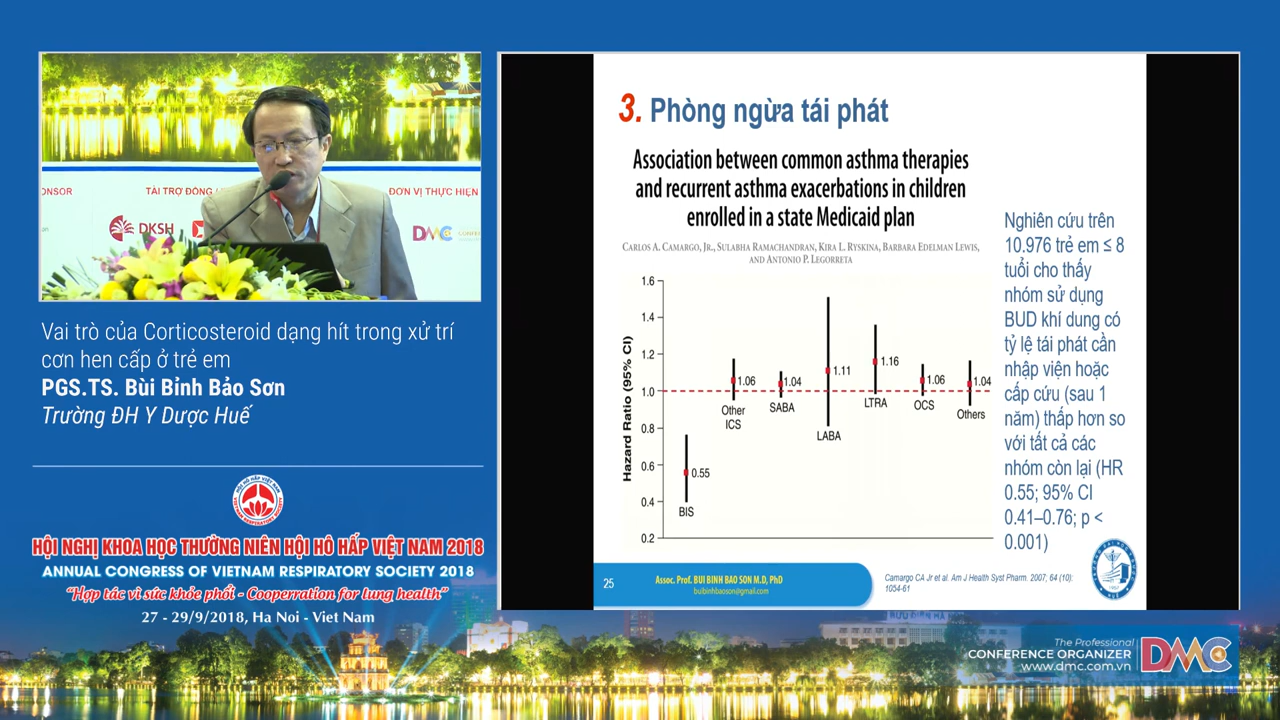 ONSOR
TÀI TRỢ ĐỒNG
ĐƠN VỊ THỰC HIỆN
DKSH
DMC
Vai trò của Corticosteroid dạng hít trong xử trí
cơn hen cấp ở trẻ em
PGS.TS. Bùi Bỉnh Bảo Sơn
Trường ĐH Y Dược Huế
HỘI NGHỊ KHOA HỌC THƯỜNG NIÊN HỘI HÔ HẤP VIỆT NAM 2018
ANNUAL CONGRESS OF VIETNAM RESPIRATORY SOCIETY 2018
“Hợp tác vì sức khỏe phổi - Cooperration for lung health”
27 - 29/9/2018, Ha Noi - Viet Nam
3. Phòng ngừa tái phát
Association between common asthma therapies
and recurrent asthma exacerbations in children
enrolled in a state Medicaid plan
CARLOS A. CAMARGO, JR., SULABHA RAMACHANDRAN, KIRA L. RYSKINA, BARBARA EDELMAN LEWIS,
AND ANTONIO P. LEGORRETA
Hazard Ratio (95% CI)
1.6
1.4
1.2
1.0
0.8
0.6
0.4
0.2
0.55
BIS
1.06
Other
ICS
1.04
SABA
1.11
LABA
1.16
LTRA
1.06
OCS
1.04
Others
Nghiên cứu trên
10.976 trẻ em ≤ 8
tuổi cho thấy
nhóm sử dụng
BUD khí dung có
tỷ lệ tái phát cần
nhập viện hoặc
cấp cứu (sau 1
năm) thấp hơn so
với tất cả các
nhóm còn lại (HR
0.55; 95% CI
0.41–0.76; p <
0.001)
25
Assoc. Prof. BUI BINH BAO SON M.D, PhD
buibinhbaoson@gmail.com
Camargo CA Jr et al. Am J Health Syst Pharm. 2007; 64 (10):
1054-61
The Professional
CONFERENCE ORGANIZER
www.dmc.com.vn
DMC